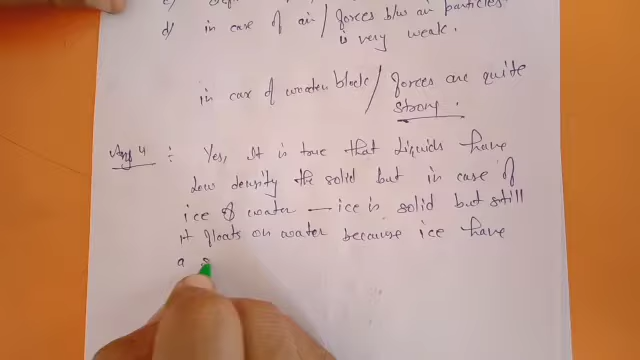 d) in case of air / forces b/w air particles
is very weak.
in case of wooden block / forces are quite
strong.
Ans 4 : Yes, It is true that Liquids have
low density the solid but in case of
ice & water — ice is solid but still
it floats on water because ice have
a